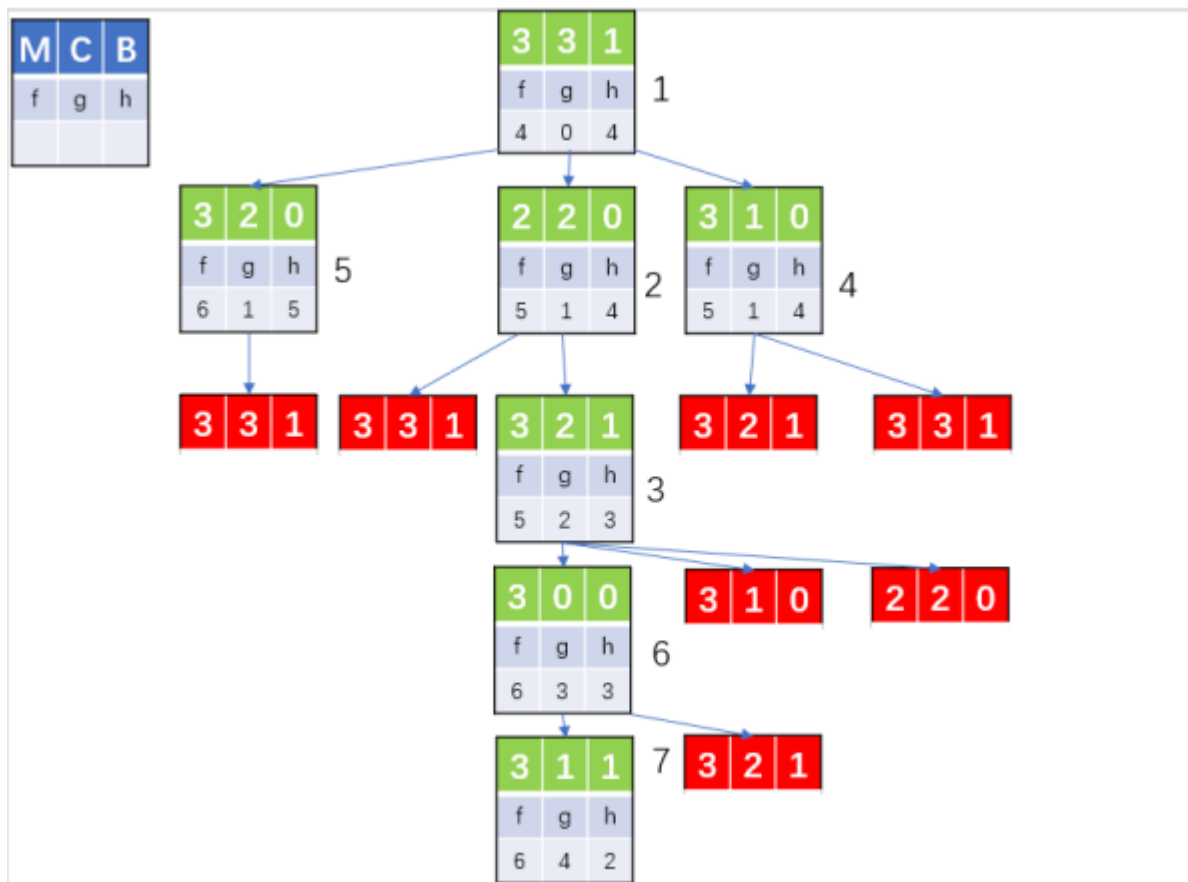 M C B
f g h
3 3 1
f g h
4 0 4
1
3 2 0
f g h
6 1 5
5
2 2 0
f g h
5 1 4
2
3 1 0
f g h
5 1 4
4
3 3 1
3 3 1
3 2 1
f g h
5 2 3
3
3 2 1
3 3 1
3 0 0
f g h
6 3 3
6
3 1 0
2 2 0
3 1 1
f g h
6 4 2
7
3 2 1